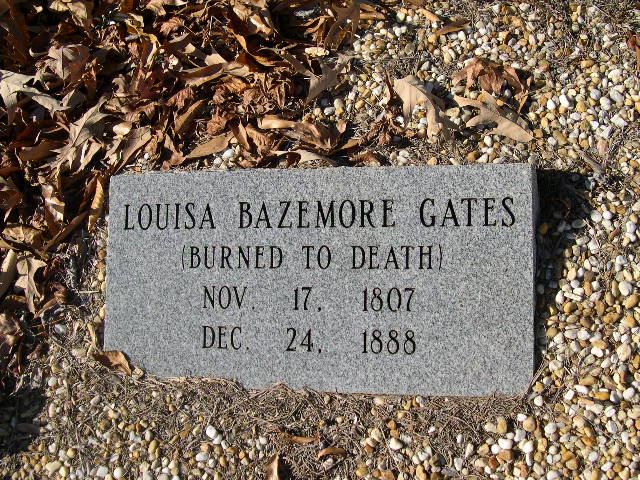 LOUISA BAZEMORE GATES
(BURNED TO DEATH)
NOV. 17, 1807
DEC. 24, 1888